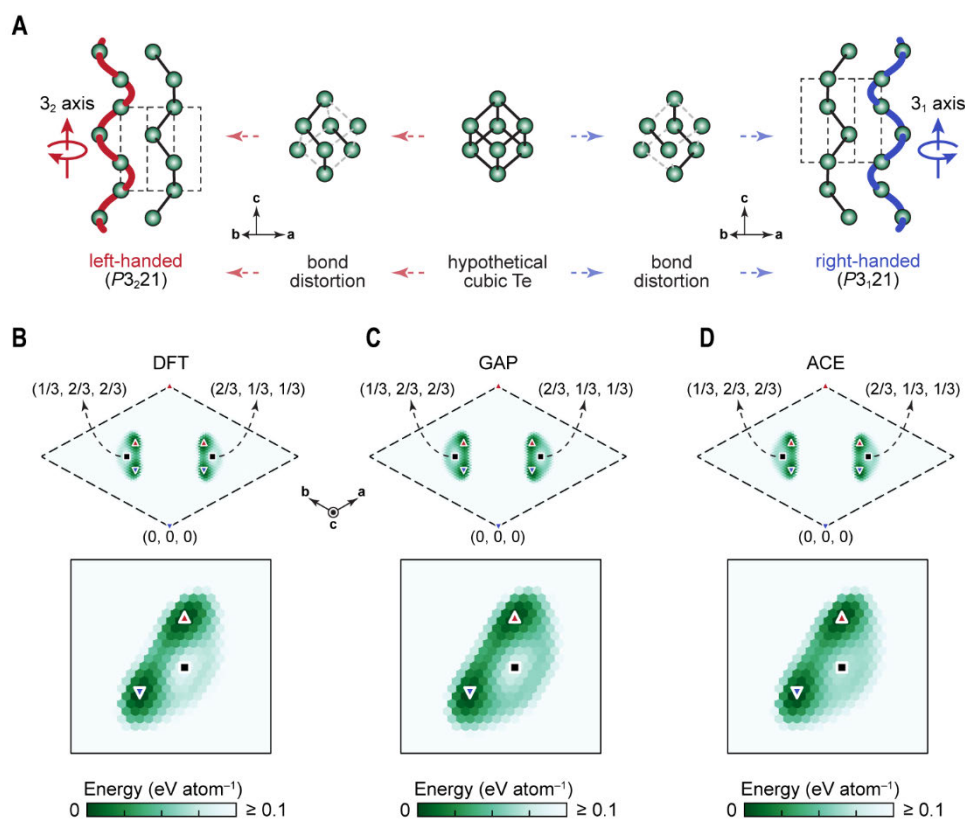 A
3₂ axis
3₁ axis
c
b
a
c
b
a
left-handed
(P3₂21)
bond
distortion
hypothetical
cubic Te
bond
distortion
right-handed
(P3₁21)
B
DFT
(1/3, 2/3, 2/3)
(2/3, 1/3, 1/3)
(0, 0, 0)
b
a
c
C
GAP
(1/3, 2/3, 2/3)
(2/3, 1/3, 1/3)
(0, 0, 0)
D
ACE
(1/3, 2/3, 2/3)
(2/3, 1/3, 1/3)
(0, 0, 0)
Energy (eV atom⁻¹)
0
≥ 0.1
Energy (eV atom⁻¹)
0
≥ 0.1
Energy (eV atom⁻¹)
0
≥ 0.1